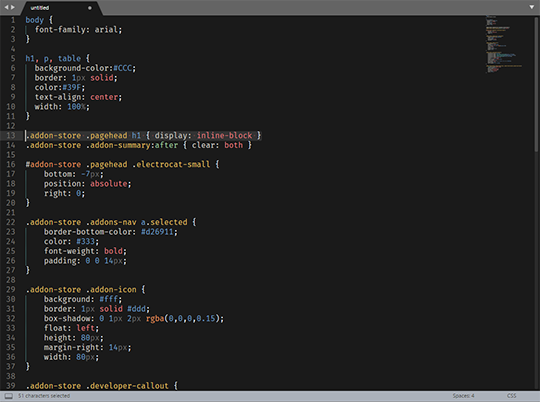 untitled
1 body {
2 font-family: arial;
3 }
4
5 h1, p, table {
6 background-color:#CCC;
7 border: 1px solid;
8 color:#39F;
9 text-align: center;
10 width: 100%;
11 }
12
13 .addon-store .pagehead h1 { display: inline-block }
14 .addon-store .addon-summary:after { clear: both }
15
16 #addon-store .pagehead .electrocat-small {
17 bottom: -7px;
18 position: absolute;
19 right: 0;
20 }
21
22 .addon-store .addons-nav a.selected {
23 border-bottom-color: #d26911;
24 color: #333;
25 font-weight: bold;
26 padding: 0 0 14px;
28 }
28
29 .addon-store .addon-icon {
30 background: #fff;
31 border: 1px solid #ddd;
32 box-shadow: 0 1px 2px rgba(0,0,0,0.15);
33 float: left;
34 height: 80px;
35 margin-right: 14px;
36 width: 80px;
37 }
38
39 .addon-store .developer-callout {
51 characters selected
Spaces: 4
CSS